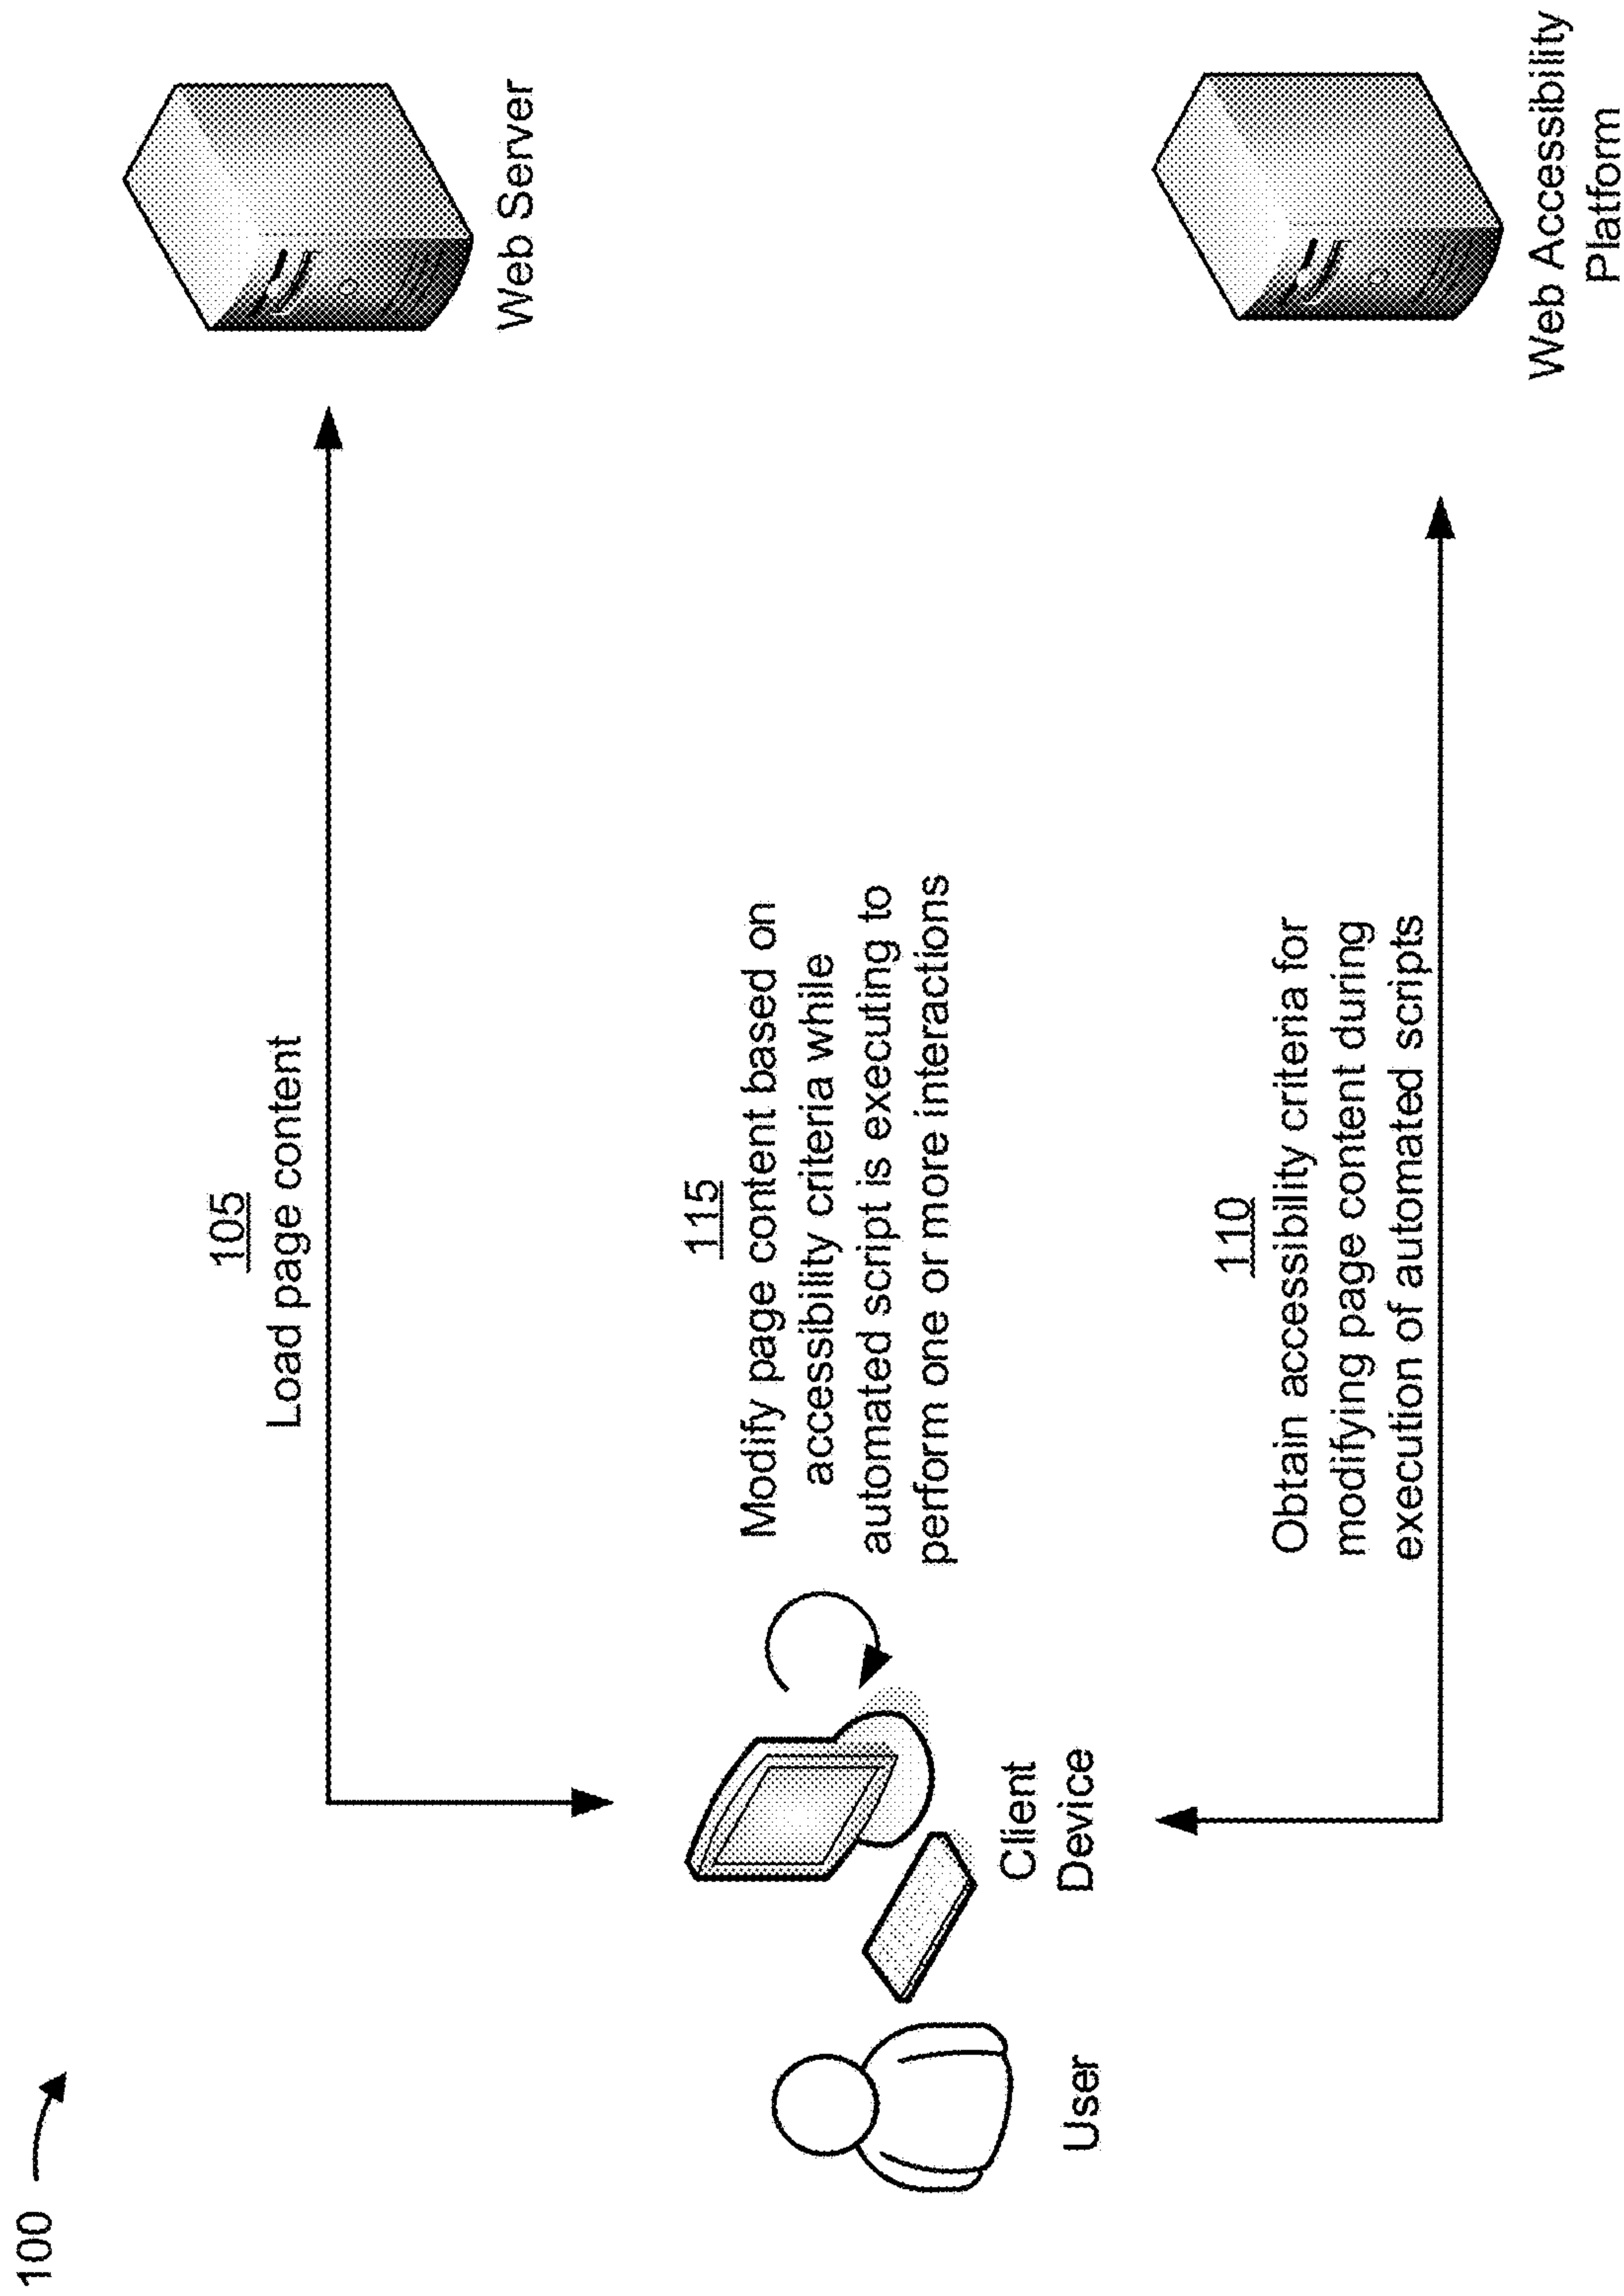 100
105
Load page content
Web Server
115
Modify page content based on
accessibility criteria while
automated script is executing to
perform one or more interactions
User
Client
Device
110
Obtain accessibility criteria for
modifying page content during
execution of automated scripts
Web Accessibility
Platform